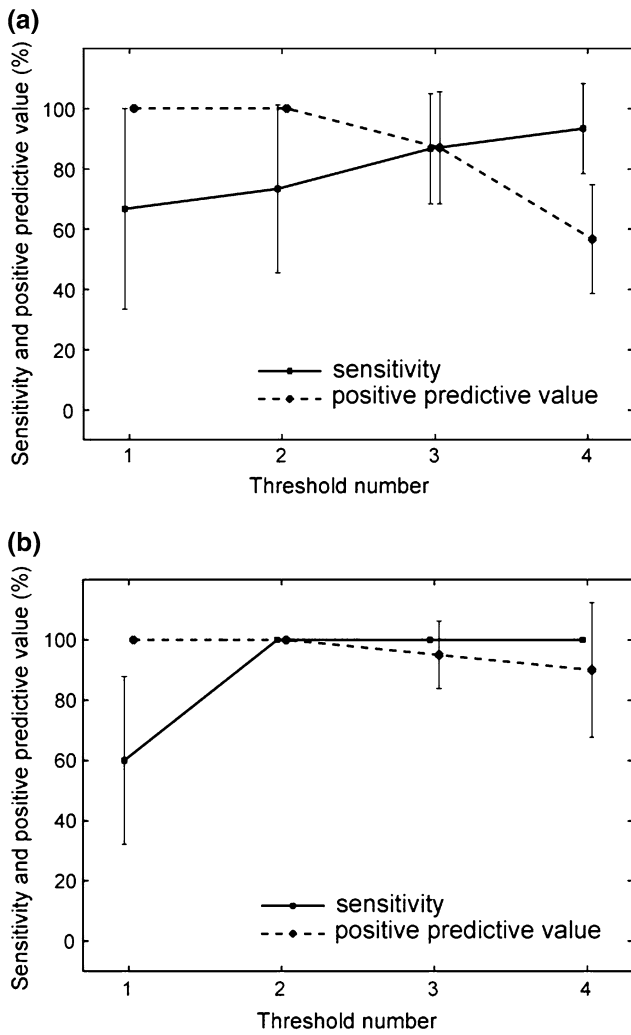 (a)
Sensitivity and positive predictive value (%)
100
80
60
40
20
0
sensitivity
positive predictive value
1 2 3 4
Threshold number
(b)
Sensitivity and positive predictive value (%)
100
80
60
40
20
0
sensitivity
positive predictive value
1 2 3 4
Threshold number